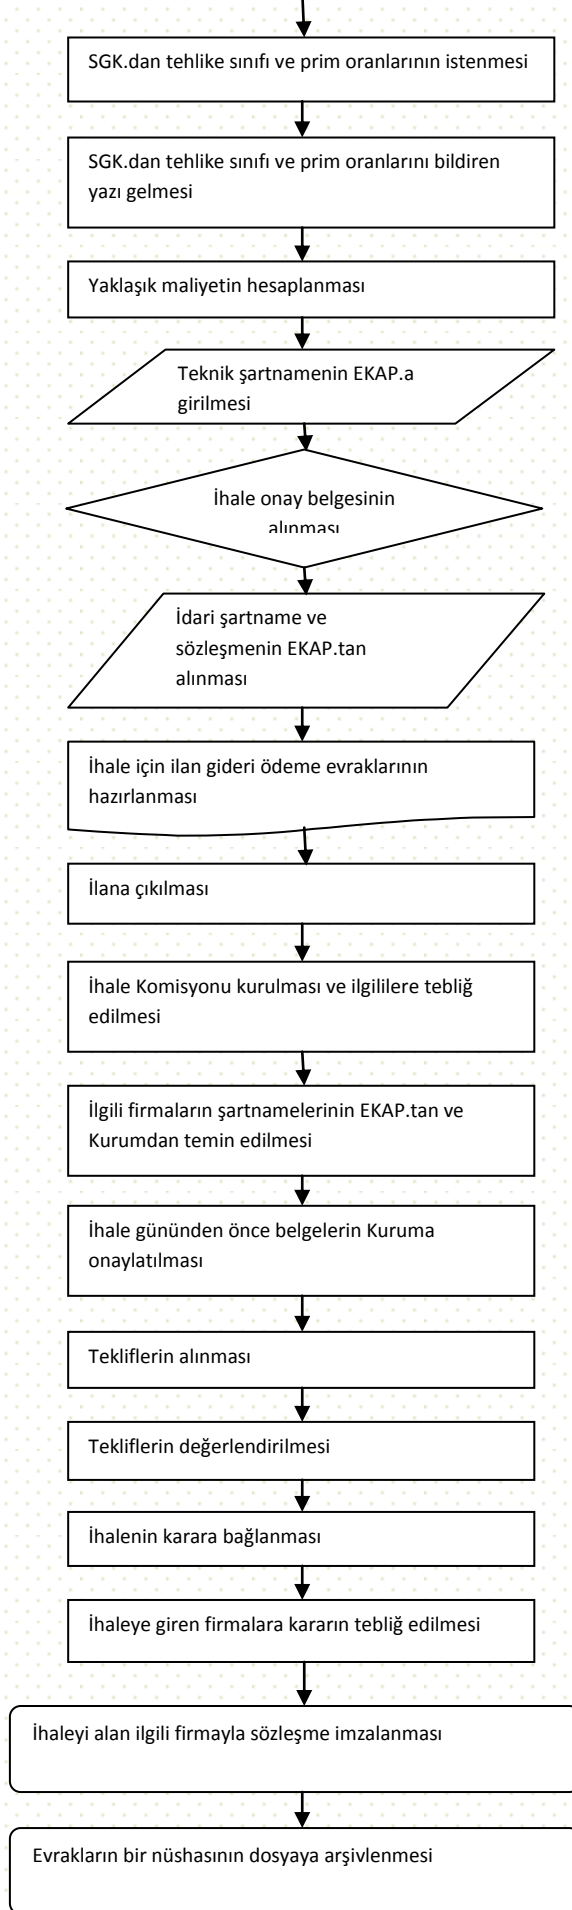 SGK.dan tehlike sınıfı ve prim oranlarının istenmesi
SGK.dan tehlike sınıfı ve prim oranlarını bildiren
yazı gelmesi
Yaklaşık maliyetin hesaplanması
Teknik şartnamenin EKAP.a
girilmesi
İhale onay belgesinin
alınması
İdari şartname ve
sözleşmenin EKAP.tan
alınması
İhale için ilan gideri ödeme evraklarının
hazırlanması
İlana çıkılması
İhale Komisyonu kurulması ve ilgililere tebliğ
edilmesi
İlgili firmaların şartnamelerinin EKAP.tan ve
Kurumdan temin edilmesi
İhale gününden önce belgelerin Kuruma
onaylatılması
Tekliflerin alınması
Tekliflerin değerlendirilmesi
İhalenin karara bağlanması
İhaleye giren firmalara kararın tebliğ edilmesi
İhaleyi alan ilgili firmayla sözleşme imzalanması
Evrakların bir nüshasının dosyaya arşivlenmesi